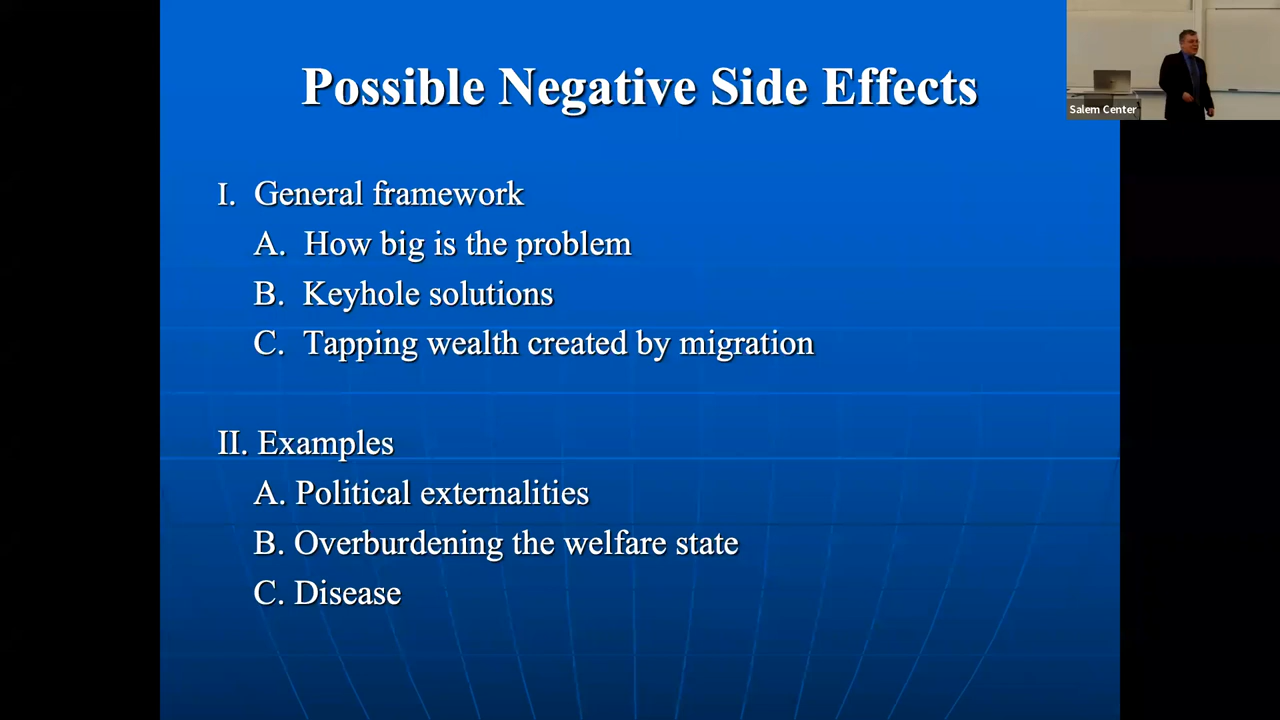 Possible Negative Side Effects
Salem Center
I. General framework
A. How big is the problem
B. Keyhole solutions
C. Tapping wealth created by migration
II. Examples
A. Political externalities
B. Overburdening the welfare state
C. Disease